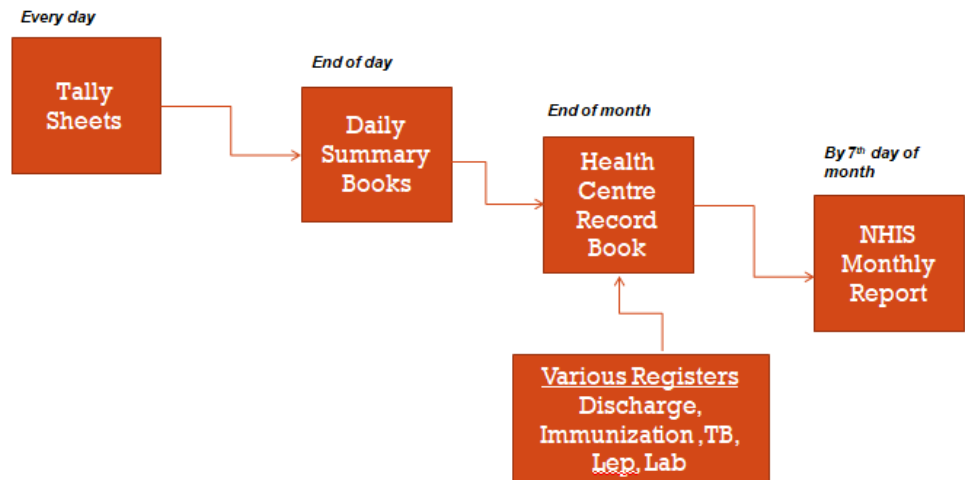 Every day
Tally
Sheets
End of day
Daily
Summary
Books
End of month
Health
Centre
Record
Book
By 7th day of
month
NHIS
Monthly
Report
Various Registers
Discharge,
Immunization ,TB,
Lep, Lab